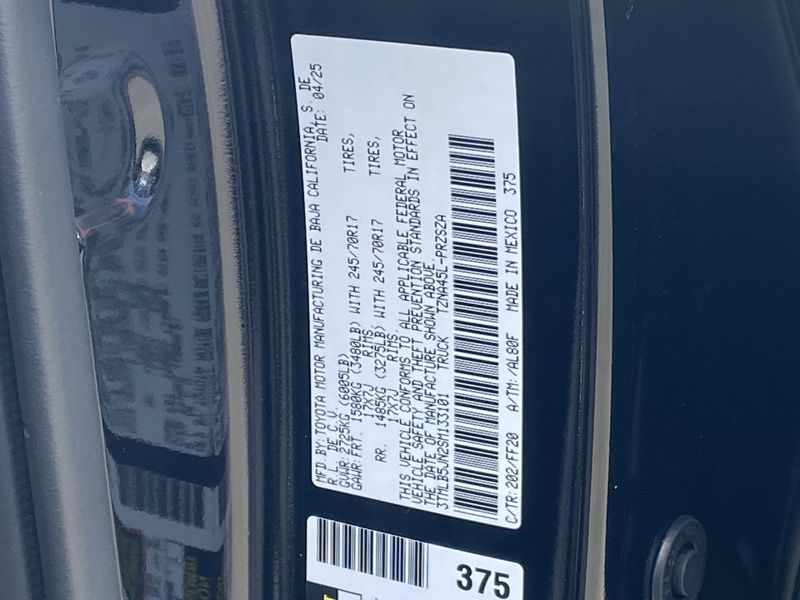 MFD.BY:TOYOTA MOTOR MANUFACTURING DE BAJA CALIFORNIA, S. DE
R.L. DE C.V. DATE: 04/25
GVWR: 2725KG (6005LB)
GAWR: FRT. 1580KG (3480LB) WITH 245/70R17 TIRES,
17X7J RIMS
RR. 1485KG (3275LB) WITH 245/70R17 TIRES,
17X7J RIMS
THIS VEHICLE CONFORMS TO ALL APPLICABLE FEDERAL MOTOR
VEHICLE SAFETY AND THEFT PREVENTION STANDARDS IN EFFECT ON
THE DATE OF MANUFACTURE SHOWN ABOVE.
3TMLB5JN2SM133101 TRUCK TZNA45L-PRZSZA
C/TR: 202/FF20 A/TM: /AL80F MADE IN MEXICO 375
375